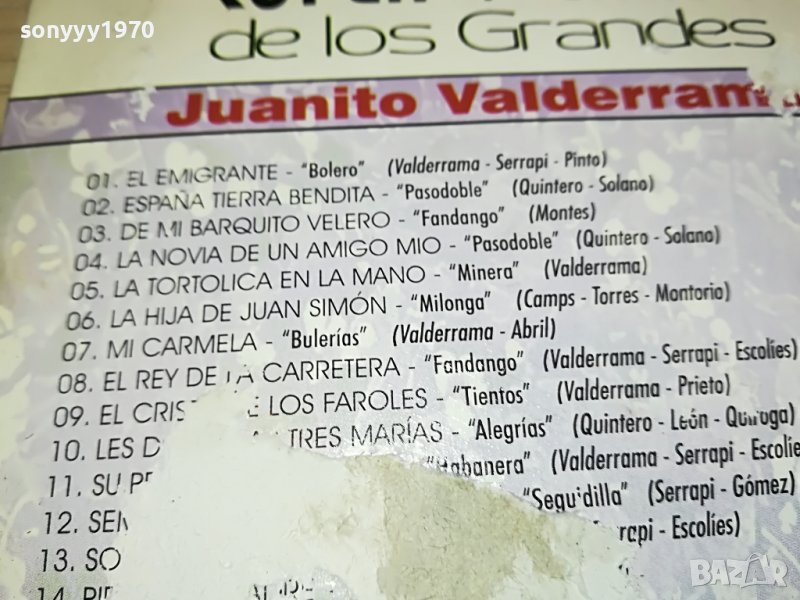 sonyyy1970
de los Grandes
Juanito Valderram
01. EL EMIGRANTE - "Bolero" (Valderrama - Serrapi - Pinto)
02. ESPAÑA TIERRA BENDITA - "Pasodoble" (Quintero - Solano)
03. DE MI BARQUITO VELERO - "Fandango" (Montes)
04. LA NOVIA DE UN AMIGO MIO - "Pasodoble" (Quintero - Solano)
05. LA TORTOLICA EN LA MANO - "Minera" (Valderrama)
06. LA HIJA DE JUAN SIMÓN - "Milonga" (Camps - Torres - Montorio)
07. MI CARMELA - "Bulerías" (Valderrama - Abril)
08. EL REY DE LA CARRETERA - "Fandango" (Valderrama - Serrapi - Escolíes)
09. EL CRIS LOS FAROLES - "Tientos" (Valderrama - Prieto)
10. LES D TRES MARÍAS - "Alegrías" (Quintero - León - Quiroga)
11. SU "Habanera" (Valderrama - Serrapi - Escolíe
12. SEN "Seguidilla" (Serrapi - Gómez)
13. SO rrapi - Escolíes)
14.
BAZAR